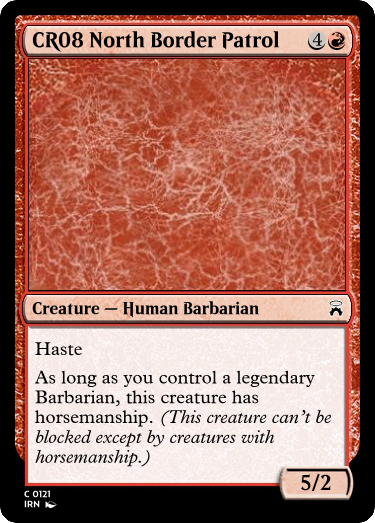 CR08 North Border Patrol 4
Creature — Human Barbarian
Haste
As long as you control a legendary
Barbarian, this creature has
horsemanship. (This creature can't be
blocked except by creatures with
horsemanship.)
5/2
C 0121
IRN